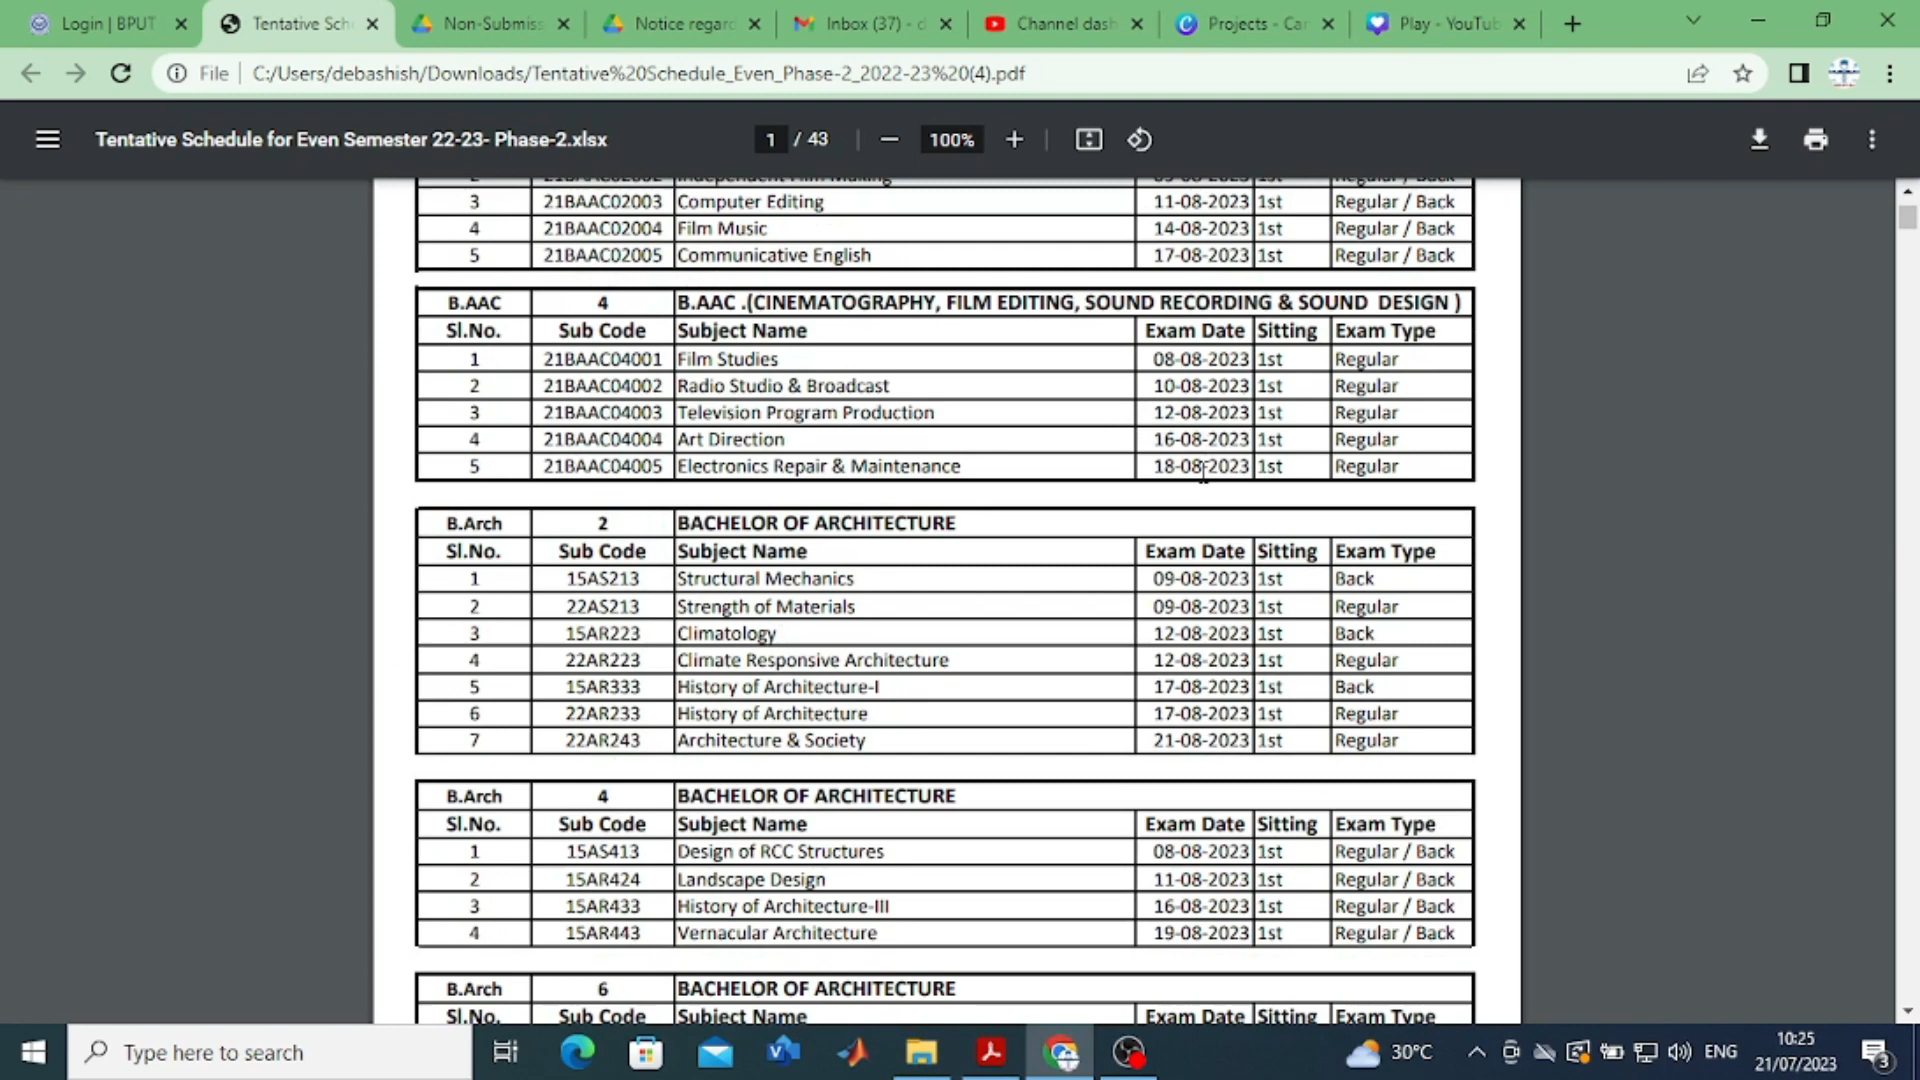 Login | BPUT
Tentative Sch
Non-Submiss
Notice regar
Inbox (37) - d
Channel dash
Projects - Can
Play - YouTub
File | C:/Users/debashish/Downloads/Tentative%20Schedule_Even_Phase-2_2022-23%20(4).pdf
Tentative Schedule for Even Semester 22-23- Phase-2.xlsx 1 / 43 — 100% +
3 21BAAC02003 Computer Editing 11-08-2023 1st Regular / Back
4 21BAAC02004 Film Music 14-08-2023 1st Regular / Back
5 21BAAC02005 Communicative English 17-08-2023 1st Regular / Back
B.AAC 4 B.AAC .(CINEMATOGRAPHY, FILM EDITING, SOUND RECORDING & SOUND DESIGN )
Sl.No. Sub Code Subject Name Exam Date Sitting Exam Type
1 21BAAC04001 Film Studies 08-08-2023 1st Regular
2 21BAAC04002 Radio Studio & Broadcast 10-08-2023 1st Regular
3 21BAAC04003 Television Program Production 12-08-2023 1st Regular
4 21BAAC04004 Art Direction 16-08-2023 1st Regular
5 21BAAC04005 Electronics Repair & Maintenance 18-08-2023 1st Regular
B.Arch 2 BACHELOR OF ARCHITECTURE
Sl.No. Sub Code Subject Name Exam Date Sitting Exam Type
1 15AS213 Structural Mechanics 09-08-2023 1st Back
2 22AS213 Strength of Materials 09-08-2023 1st Regular
3 15AR223 Climatology 12-08-2023 1st Back
4 22AR223 Climate Responsive Architecture 12-08-2023 1st Regular
5 15AR333 History of Architecture-I 17-08-2023 1st Back
6 22AR233 History of Architecture 17-08-2023 1st Regular
7 22AR243 Architecture & Society 21-08-2023 1st Regular
B.Arch 4 BACHELOR OF ARCHITECTURE
Sl.No. Sub Code Subject Name Exam Date Sitting Exam Type
1 15AS413 Design of RCC Structures 08-08-2023 1st Regular / Back
2 15AR424 Landscape Design 11-08-2023 1st Regular / Back
3 15AR433 History of Architecture-III 16-08-2023 1st Regular / Back
4 15AR443 Vernacular Architecture 19-08-2023 1st Regular / Back
B.Arch 6 BACHELOR OF ARCHITECTURE
Sl.No. Sub Code Subject Name Exam Date Sitting Exam Type
Type here to search
30°C
ENG
10:25
21/07/2023
3